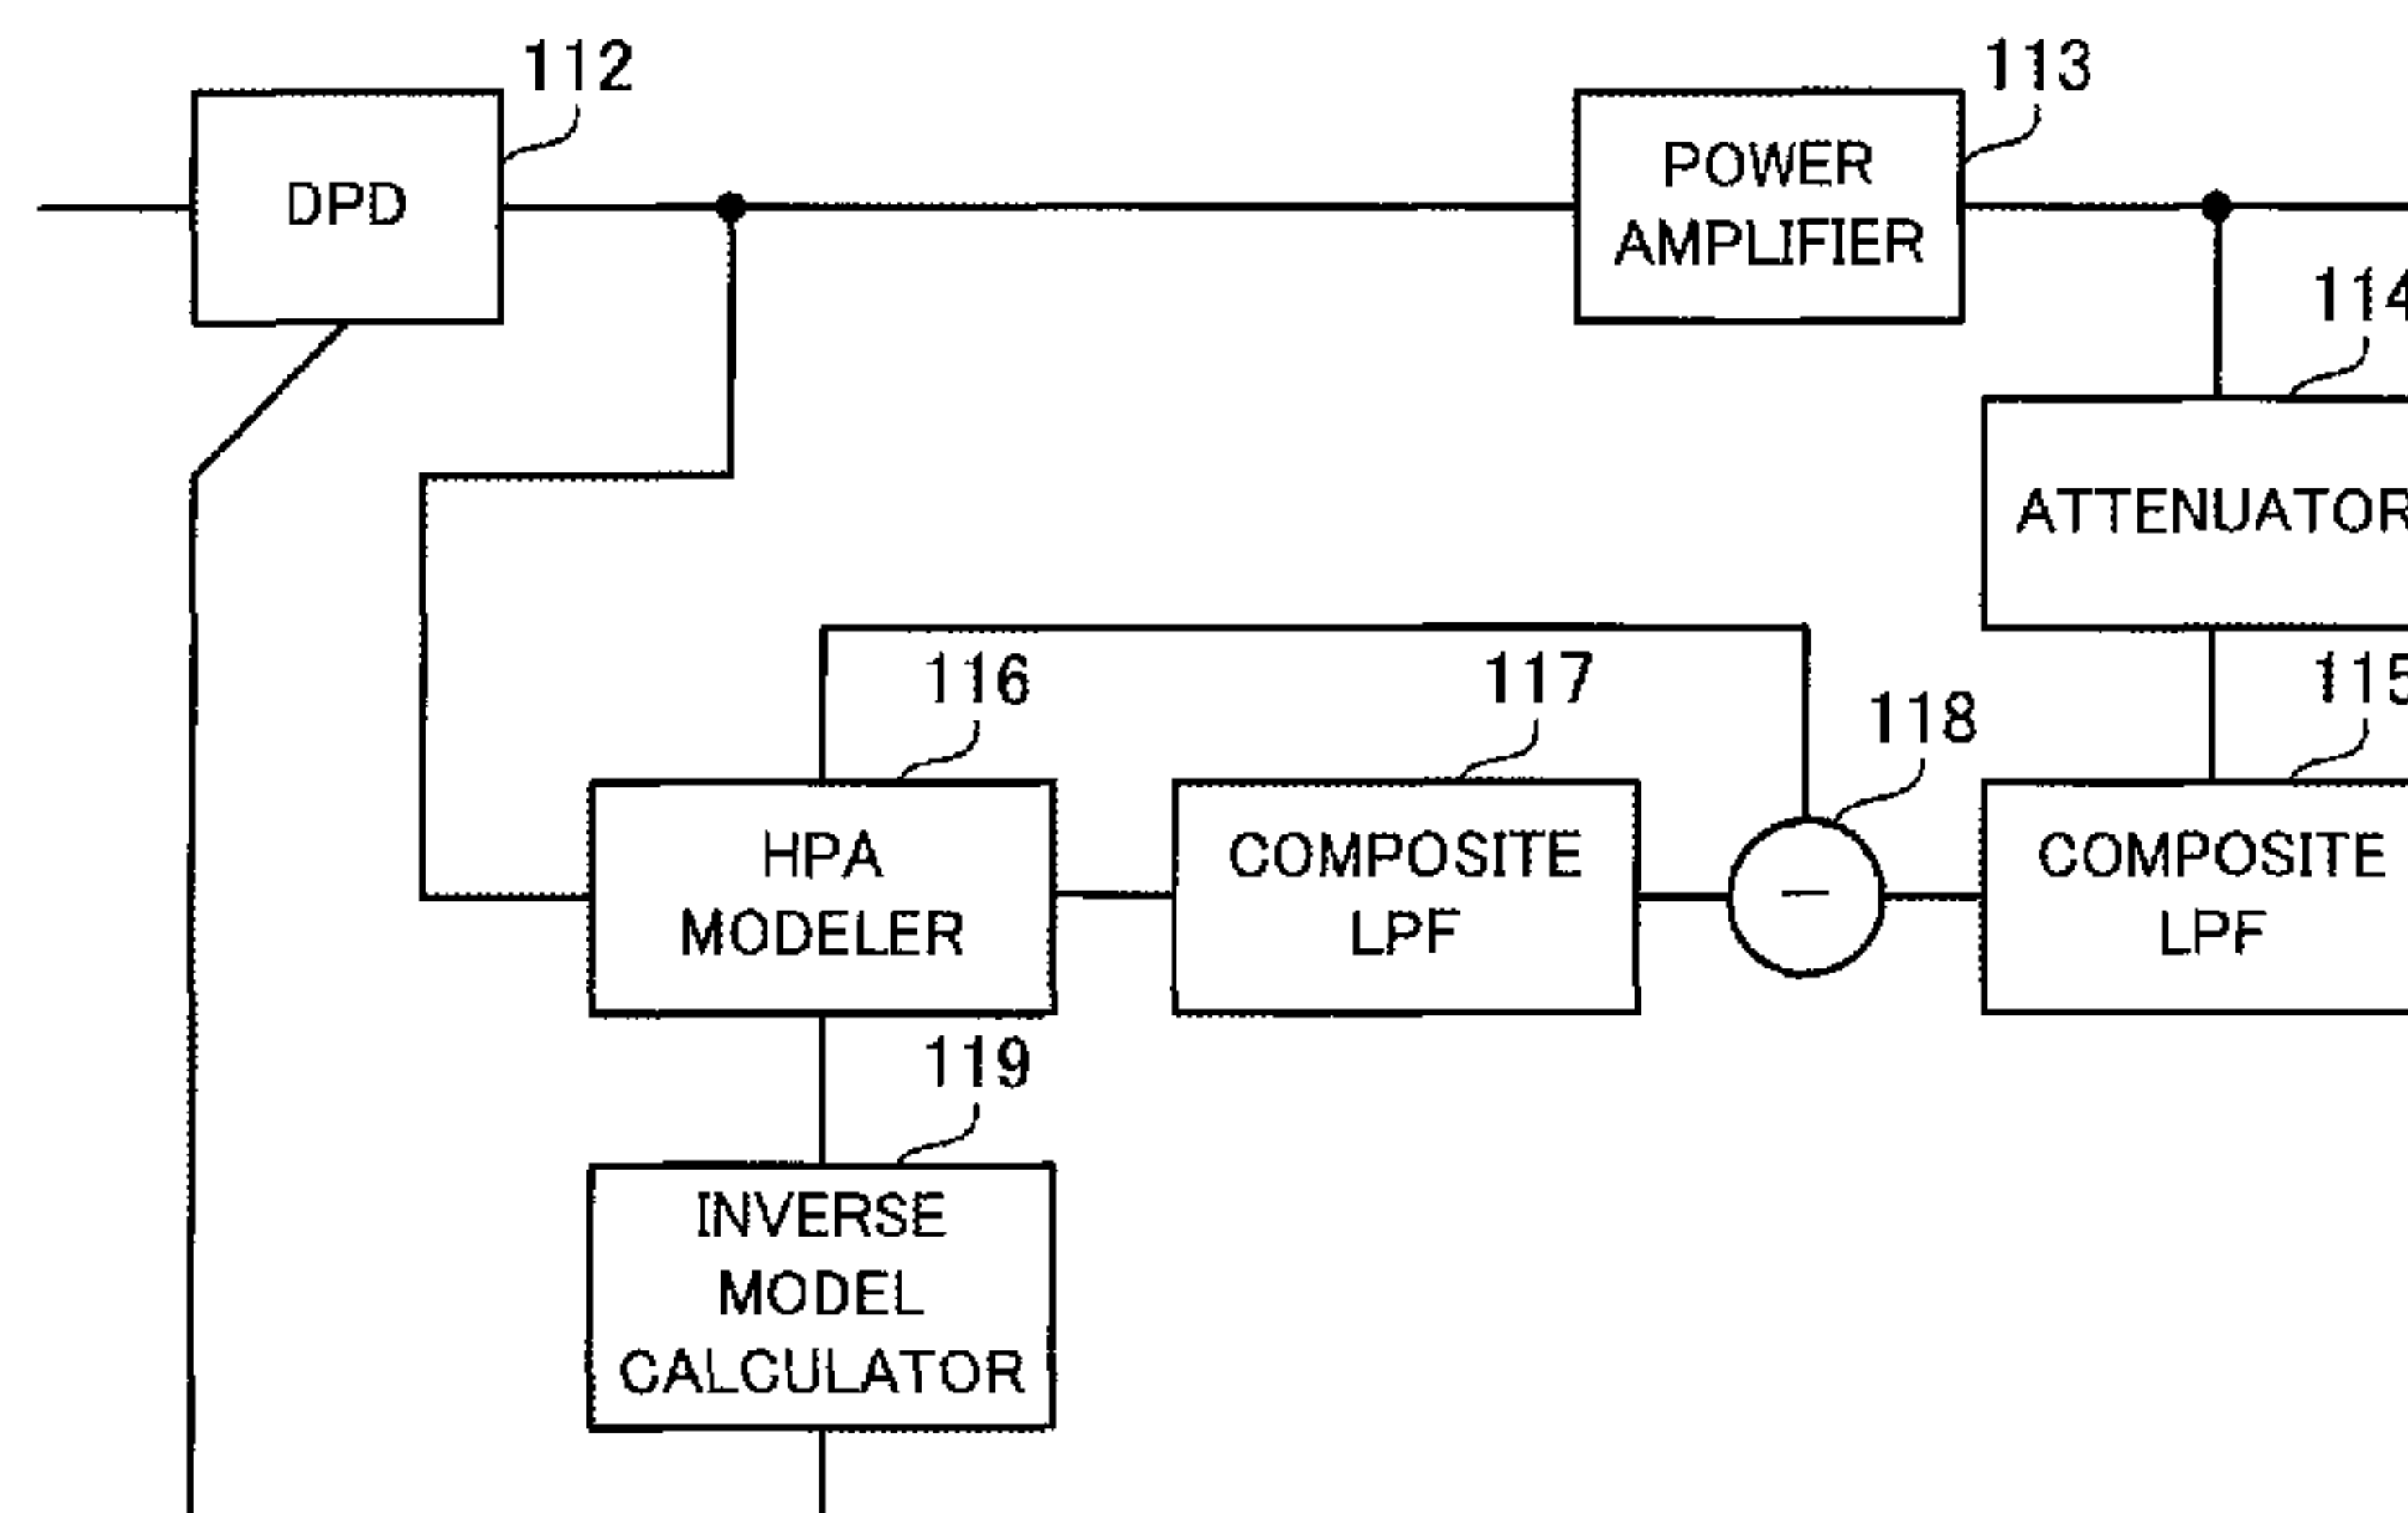 112
113
DPD
POWER
AMPLIFIER
114
ATTENUATOR
116
117
118
115
HPA
MODELER
COMPOSITE
LPF
−
COMPOSITE
LPF
119
INVERSE
MODEL
CALCULATOR